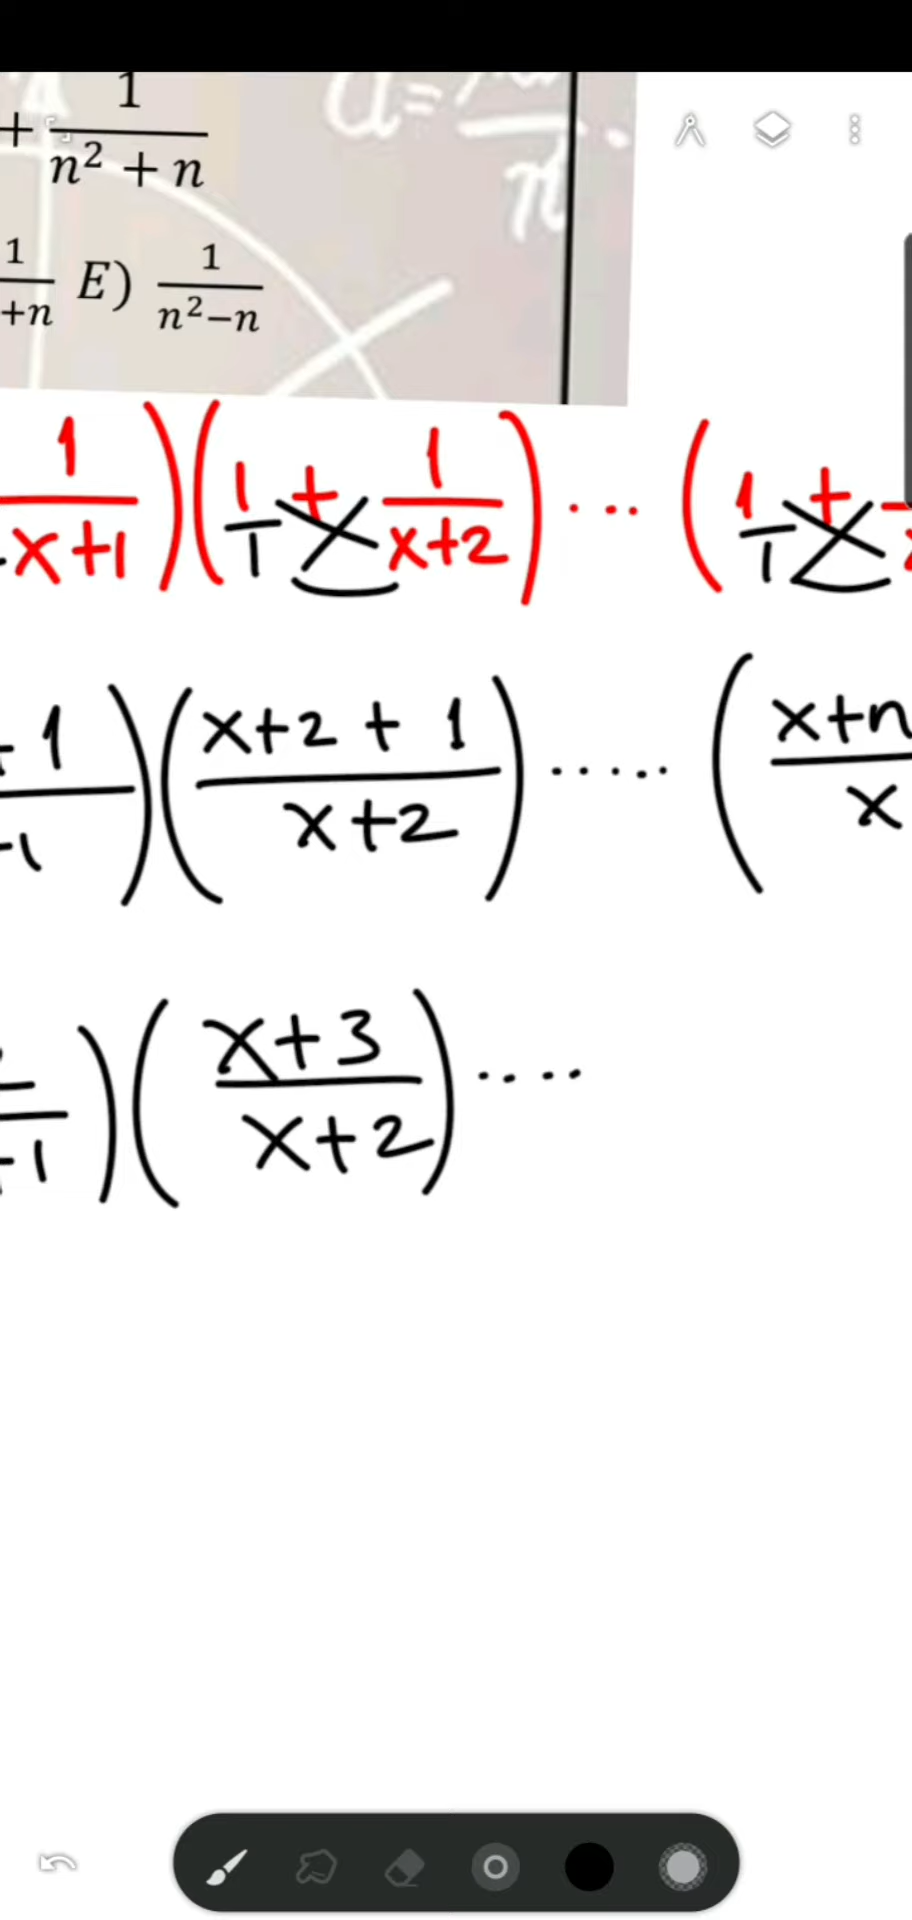 + 1/(n² + n) a=
1/+n E) 1/(n²−n)
1/(x+1) ) ( 1/1 + 1/(x+2) ) ... ( 1/1 +
+1 ) ( (x+2 + 1)/(x+2) ) ..... ( x+n / x
) ( (x+3)/(x+2) ) ....